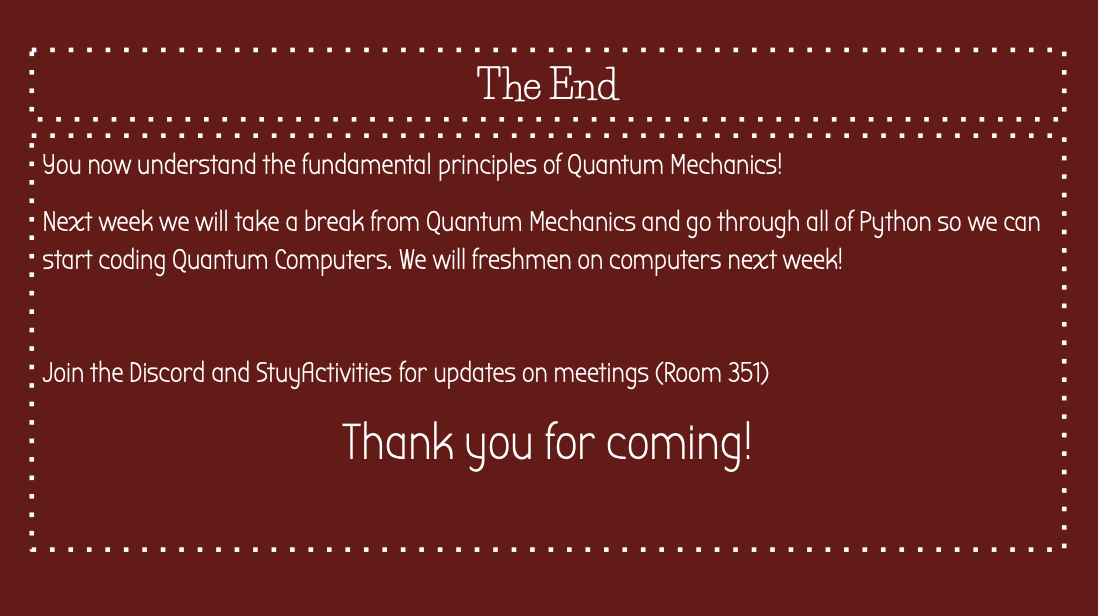 The End
You now understand the fundamental principles of Quantum Mechanics!
Next week we will take a break from Quantum Mechanics and go through all of Python so we can
start coding Quantum Computers. We will freshmen on computers next week!
Join the Discord and StuyActivities for updates on meetings (Room 351)
Thank you for coming!